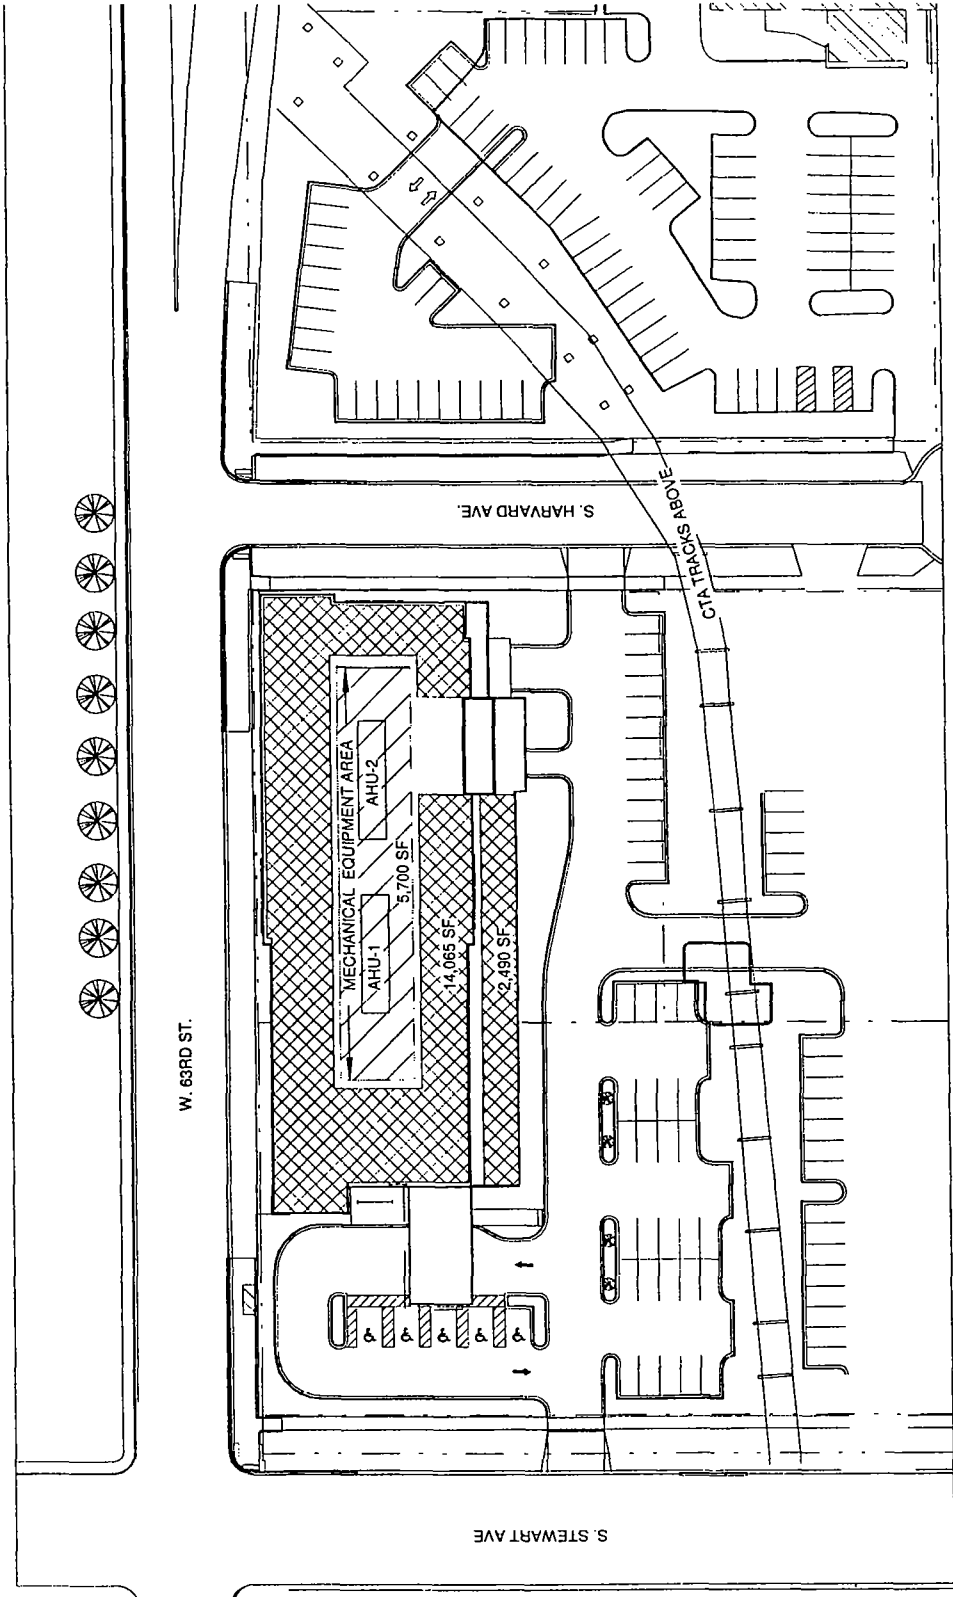 W. 63RD ST.
S. HARVARD AVE.
CTA TRACKS ABOVE
MECHANICAL EQUIPMENT AREA
AHU-1
AHU-2
5,700 SF
14,065 SF
2,490 SF
S. STEWART AVE